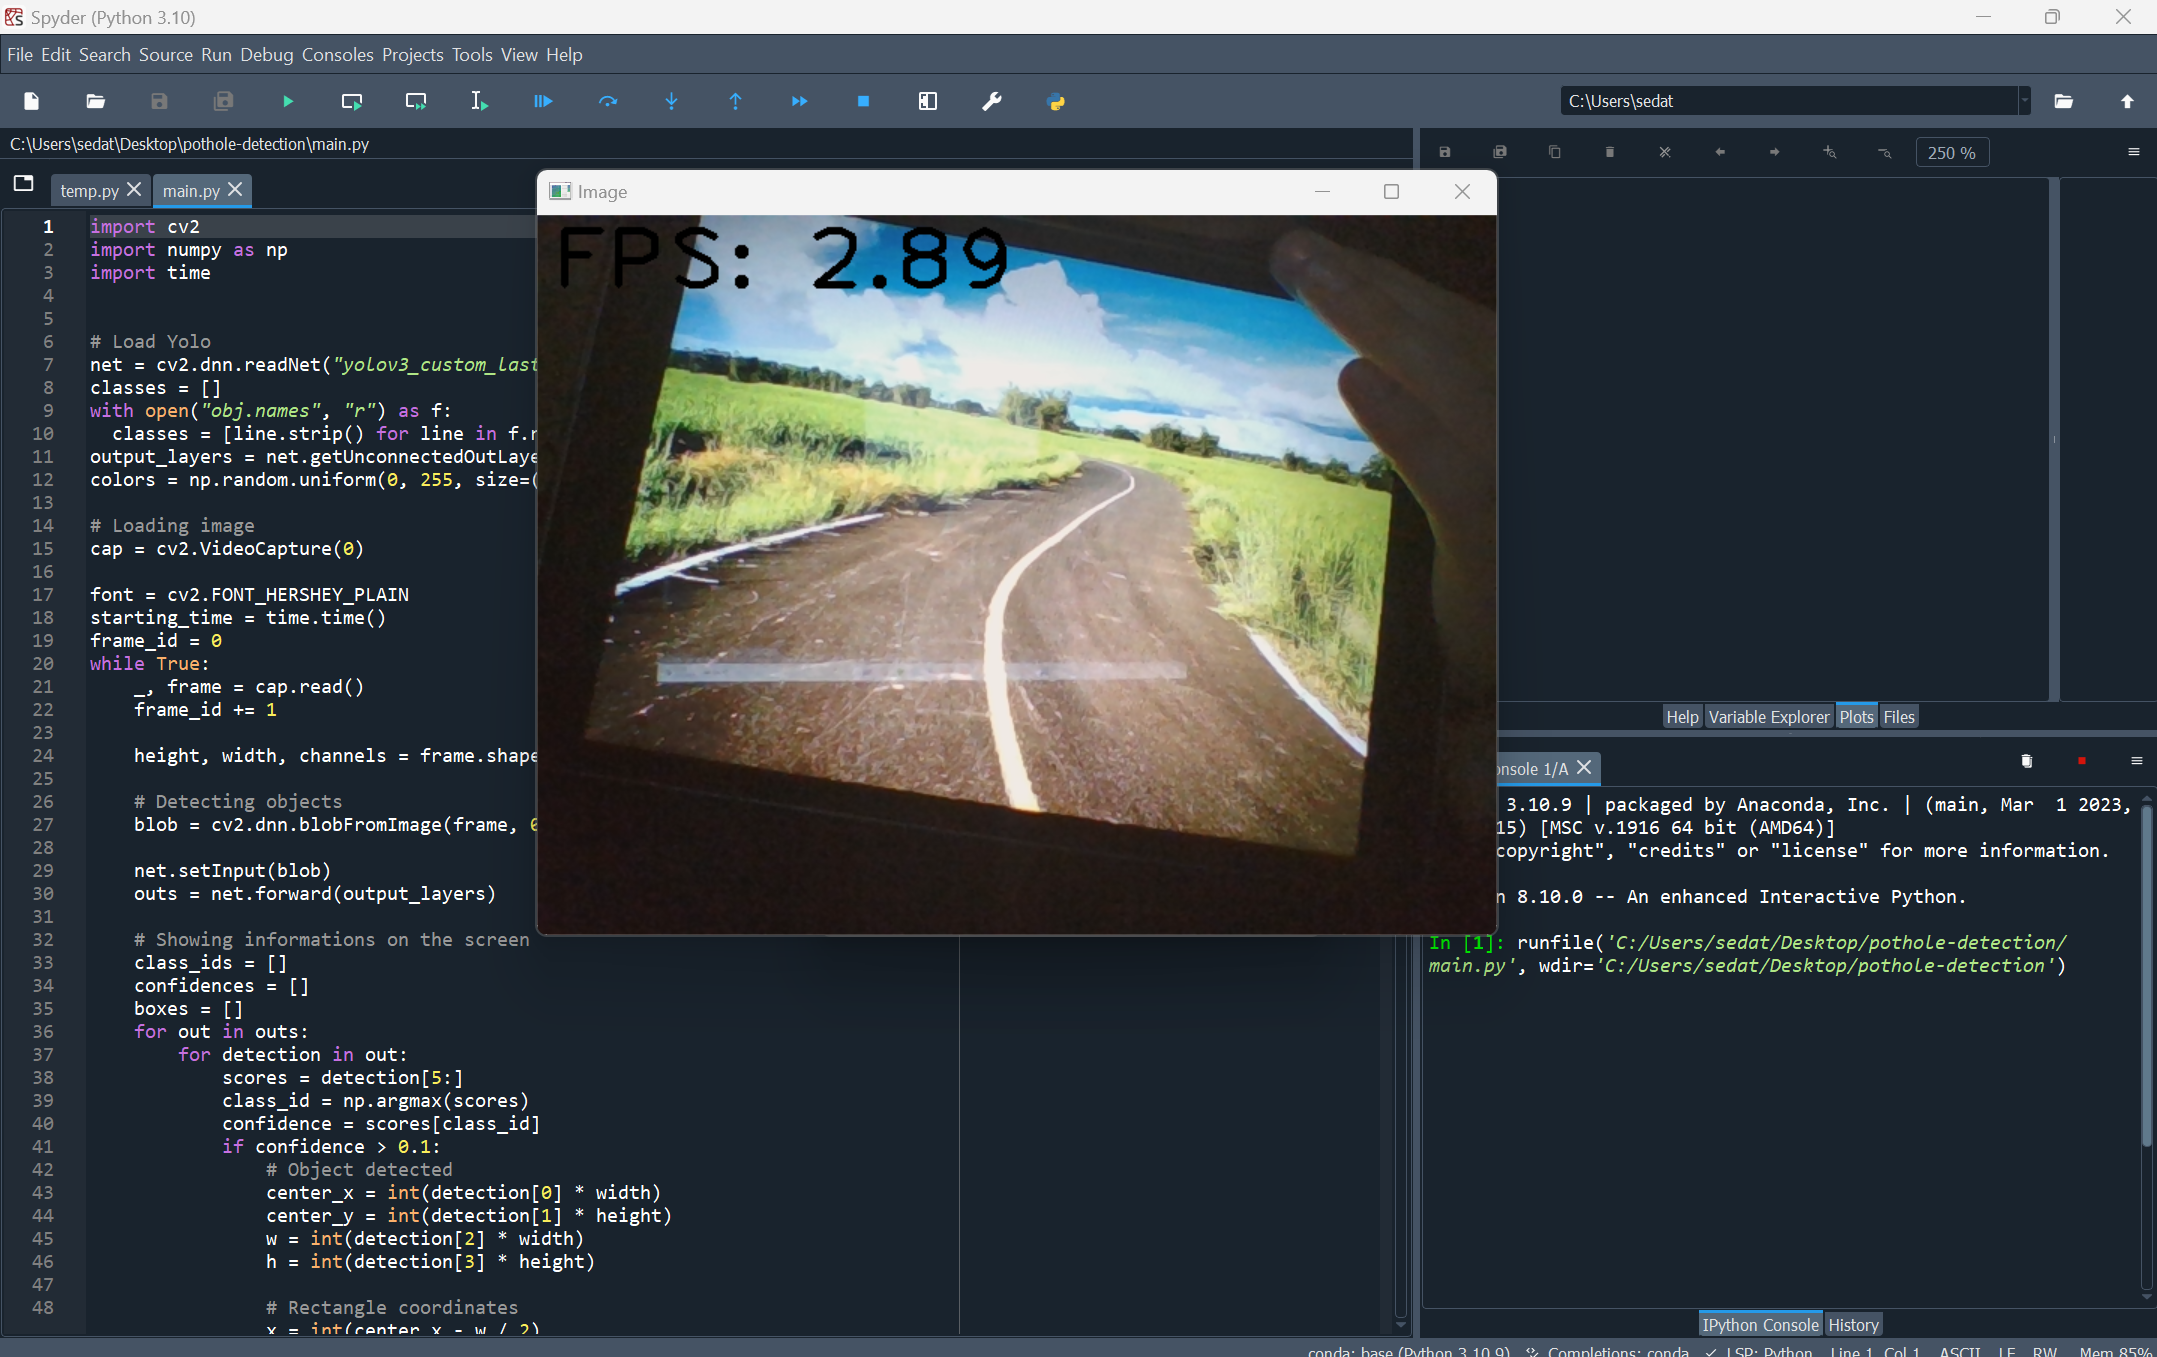 Spyder (Python 3.10)
File Edit Search Source Run Debug Consoles Projects Tools View Help
C:\Users\sedat
C:\Users\sedat\Desktop\pothole-detection\main.py
250 %
temp.py
main.py
Image
FPS: 2.89
1 import cv2
2 import numpy as np
3 import time
4
5
6 # Load Yolo
7 net = cv2.dnn.readNet("yolov3_custom_last
8 classes = []
9 with open("obj.names", "r") as f:
10 classes = [line.strip() for line in f.r
11 output_layers = net.getUnconnectedOutLaye
12 colors = np.random.uniform(0, 255, size=(
13
14 # Loading image
15 cap = cv2.VideoCapture(0)
16
17 font = cv2.FONT_HERSHEY_PLAIN
18 starting_time = time.time()
19 frame_id = 0
20 while True:
21 _, frame = cap.read()
22 frame_id += 1
23
24 height, width, channels = frame.shape
25
26 # Detecting objects
27 blob = cv2.dnn.blobFromImage(frame, 0
28
29 net.setInput(blob)
30 outs = net.forward(output_layers)
31
32 # Showing informations on the screen
33 class_ids = []
34 confidences = []
35 boxes = []
36 for out in outs:
37 for detection in out:
38 scores = detection[5:]
39 class_id = np.argmax(scores)
40 confidence = scores[class_id]
41 if confidence > 0.1:
42 # Object detected
43 center_x = int(detection[0] * width)
44 center_y = int(detection[1] * height)
45 w = int(detection[2] * width)
46 h = int(detection[3] * height)
47
48 # Rectangle coordinates
x = int(center_x - w / 2)
Help Variable Explorer Plots Files
onsole 1/A
3.10.9 | packaged by Anaconda, Inc. | (main, Mar 1 2023,
15) [MSC v.1916 64 bit (AMD64)]
copyright", "credits" or "license" for more information.
n 8.10.0 -- An enhanced Interactive Python.
In [1]: runfile('C:/Users/sedat/Desktop/pothole-detection/
main.py', wdir='C:/Users/sedat/Desktop/pothole-detection')
IPython Console History
conda: base (Python 3.10.9) Completions: conda LSP: Python Line 1, Col 1 ASCII LF RW Mem 85%